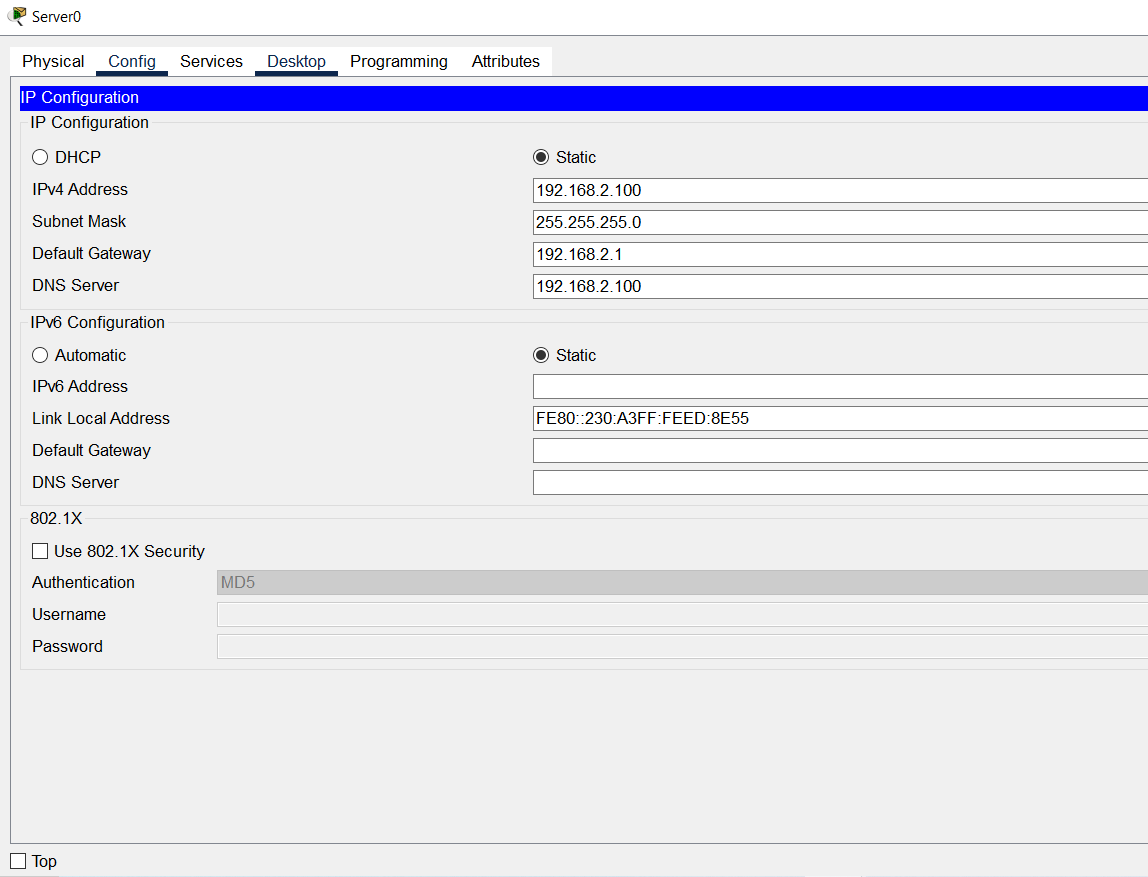 Server0
Physical Config Services Desktop Programming Attributes
IP Configuration
IP Configuration
DHCP Static
IPv4 Address 192.168.2.100
Subnet Mask 255.255.255.0
Default Gateway 192.168.2.1
DNS Server 192.168.2.100
IPv6 Configuration
Automatic Static
IPv6 Address
Link Local Address FE80::230:A3FF:FEED:8E55
Default Gateway
DNS Server
802.1X
Use 802.1X Security
Authentication MD5
Username
Password
Top